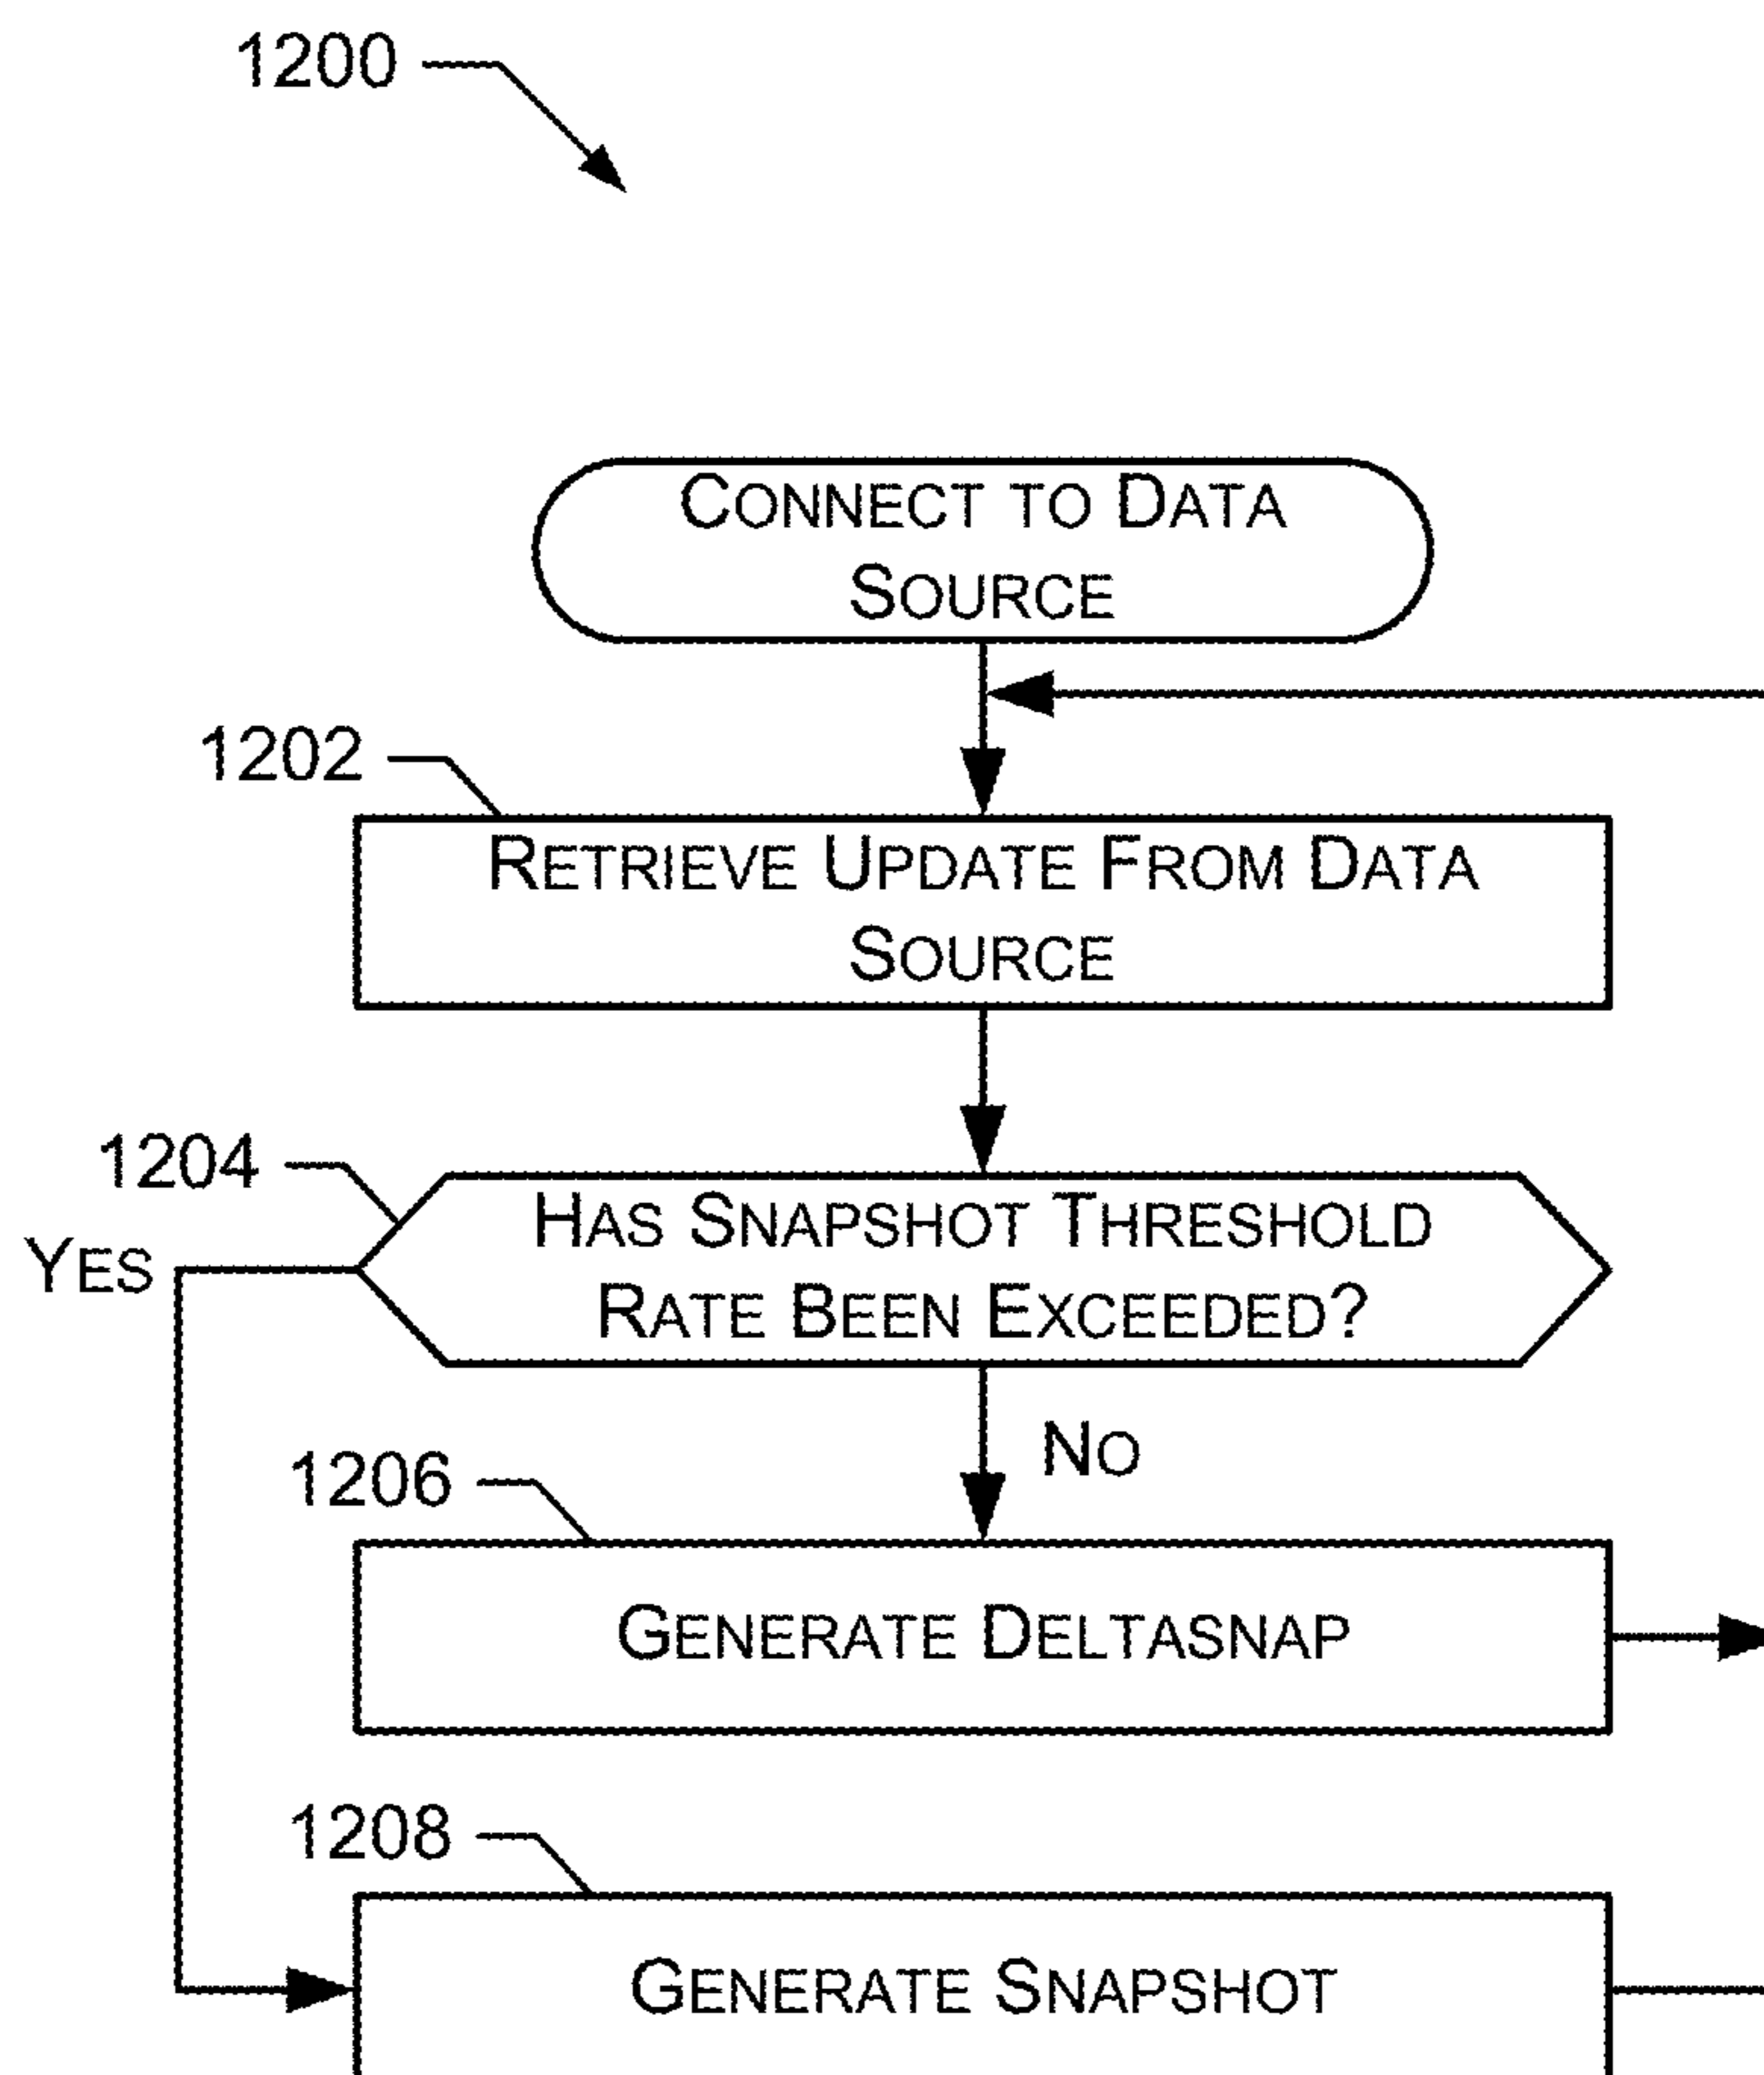 1200
Connect to Data
Source
1202
Retrieve Update From Data
Source
1204
Has Snapshot Threshold
Rate Been Exceeded?
Yes
No
1206
Generate Deltasnap
1208
Generate Snapshot